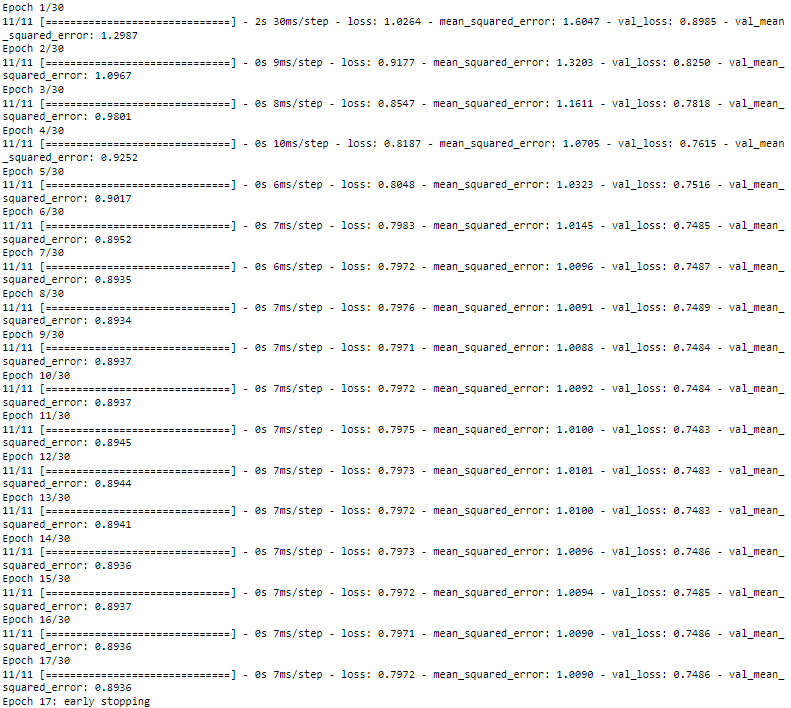 Epoch 1/30
11/11 [==============================] - 2s 30ms/step - loss: 1.0264 - mean_squared_error: 1.6047 - val_loss: 0.8985 - val_mean
_squared_error: 1.2987
Epoch 2/30
11/11 [==============================] - 0s 9ms/step - loss: 0.9177 - mean_squared_error: 1.3203 - val_loss: 0.8250 - val_mean_
squared_error: 1.0967
Epoch 3/30
11/11 [==============================] - 0s 8ms/step - loss: 0.8547 - mean_squared_error: 1.1611 - val_loss: 0.7818 - val_mean_
squared_error: 0.9801
Epoch 4/30
11/11 [==============================] - 0s 10ms/step - loss: 0.8187 - mean_squared_error: 1.0705 - val_loss: 0.7615 - val_mean
_squared_error: 0.9252
Epoch 5/30
11/11 [==============================] - 0s 6ms/step - loss: 0.8048 - mean_squared_error: 1.0323 - val_loss: 0.7516 - val_mean_
squared_error: 0.9017
Epoch 6/30
11/11 [==============================] - 0s 7ms/step - loss: 0.7983 - mean_squared_error: 1.0145 - val_loss: 0.7485 - val_mean_
squared_error: 0.8952
Epoch 7/30
11/11 [==============================] - 0s 6ms/step - loss: 0.7972 - mean_squared_error: 1.0096 - val_loss: 0.7487 - val_mean_
squared_error: 0.8935
Epoch 8/30
11/11 [==============================] - 0s 7ms/step - loss: 0.7976 - mean_squared_error: 1.0091 - val_loss: 0.7489 - val_mean_
squared_error: 0.8934
Epoch 9/30
11/11 [==============================] - 0s 7ms/step - loss: 0.7971 - mean_squared_error: 1.0088 - val_loss: 0.7484 - val_mean_
squared_error: 0.8937
Epoch 10/30
11/11 [==============================] - 0s 7ms/step - loss: 0.7972 - mean_squared_error: 1.0092 - val_loss: 0.7484 - val_mean_
squared_error: 0.8937
Epoch 11/30
11/11 [==============================] - 0s 7ms/step - loss: 0.7975 - mean_squared_error: 1.0100 - val_loss: 0.7483 - val_mean_
squared_error: 0.8945
Epoch 12/30
11/11 [==============================] - 0s 7ms/step - loss: 0.7973 - mean_squared_error: 1.0101 - val_loss: 0.7483 - val_mean_
squared_error: 0.8944
Epoch 13/30
11/11 [==============================] - 0s 7ms/step - loss: 0.7972 - mean_squared_error: 1.0100 - val_loss: 0.7483 - val_mean_
squared_error: 0.8941
Epoch 14/30
11/11 [==============================] - 0s 7ms/step - loss: 0.7973 - mean_squared_error: 1.0096 - val_loss: 0.7486 - val_mean_
squared_error: 0.8936
Epoch 15/30
11/11 [==============================] - 0s 7ms/step - loss: 0.7972 - mean_squared_error: 1.0094 - val_loss: 0.7485 - val_mean_
squared_error: 0.8937
Epoch 16/30
11/11 [==============================] - 0s 7ms/step - loss: 0.7971 - mean_squared_error: 1.0090 - val_loss: 0.7486 - val_mean_
squared_error: 0.8936
Epoch 17/30
11/11 [==============================] - 0s 7ms/step - loss: 0.7972 - mean_squared_error: 1.0090 - val_loss: 0.7486 - val_mean_
squared_error: 0.8936
Epoch 17: early stopping